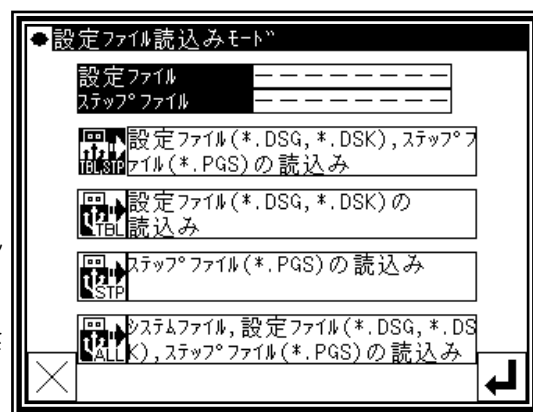 ●設定ﾌｧｲﾙ読込みﾓｰﾄﾞ
設定ﾌｧｲﾙ ————————
ｽﾃｯﾌﾟﾌｧｲﾙ ————————
TBL STP 設定ﾌｧｲﾙ(*.DSG,*.DSK),ｽﾃｯﾌﾟﾌ
ｧｲﾙ(*.PGS)の読込み
設定ﾌｧｲﾙ(*.DSG,*.DSK)の
TBL 読込み
ｽﾃｯﾌﾟﾌｧｲﾙ(*.PGS)の読込み
STP
ｼｽﾃﾑﾌｧｲﾙ,設定ﾌｧｲﾙ(*.DSG,*.DS
ALL K),ｽﾃｯﾌﾟﾌｧｲﾙ(*.PGS)の読込み